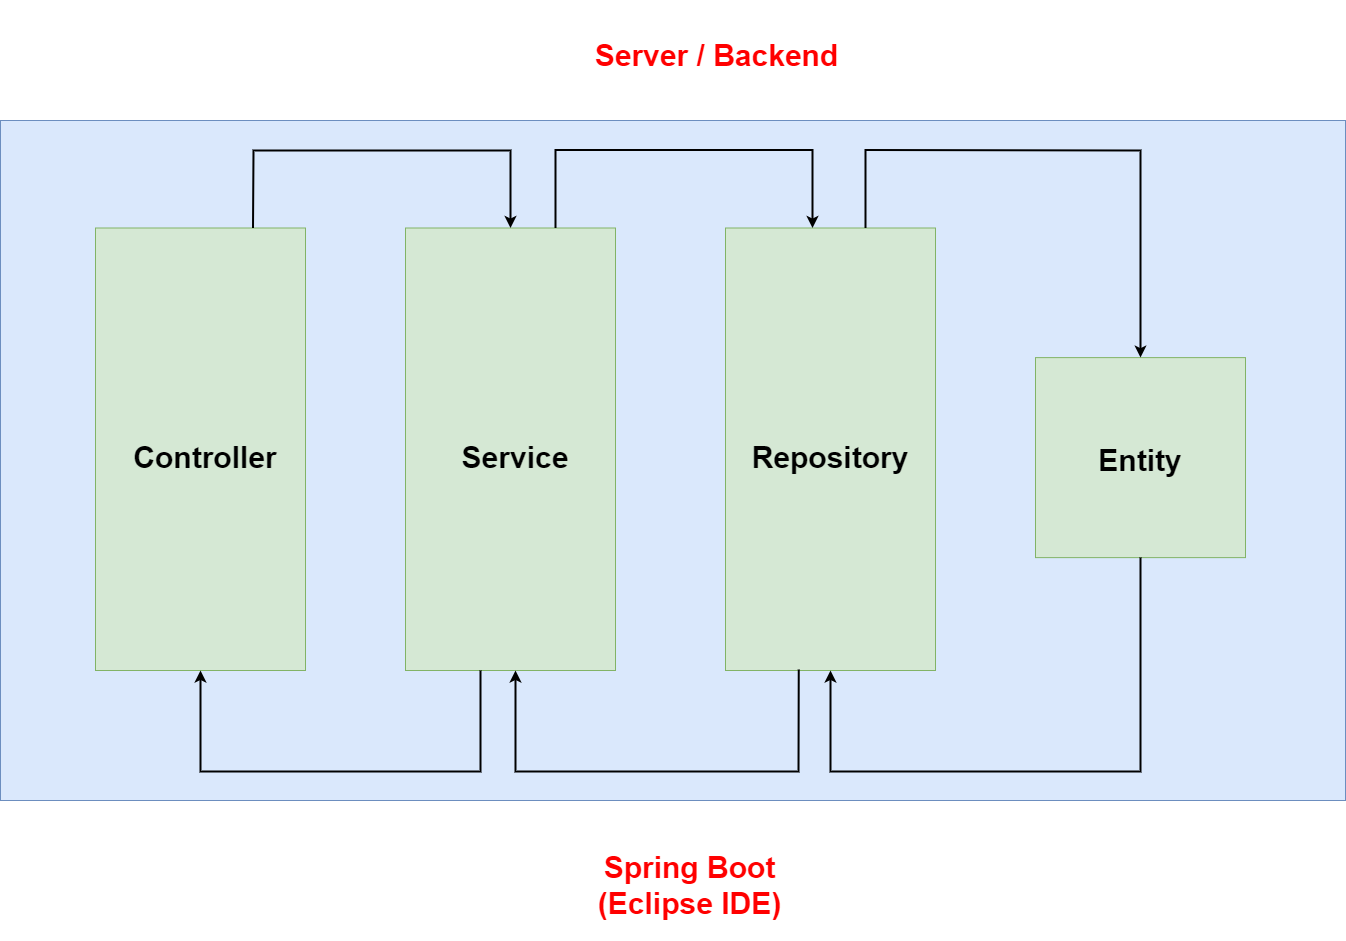 Server / Backend
Controller
Service
Repository
Entity
Spring Boot
(Eclipse IDE)